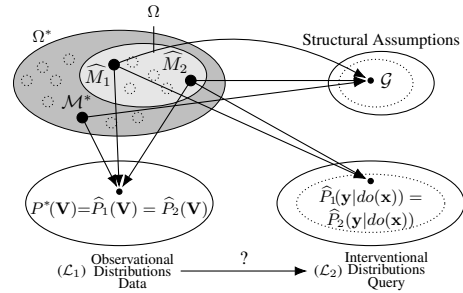 Ω
Ω*
Structural Assumptions
M̂₁
M̂₂
𝒢
ℳ*
P*(V)=P̂₁(V) = P̂₂(V)
P̂₁(y|do(x)) =
P̂₂(y|do(x))
?
(ℒ₁) Observational
Distributions
Data
(ℒ₂) Interventional
Distributions
Query